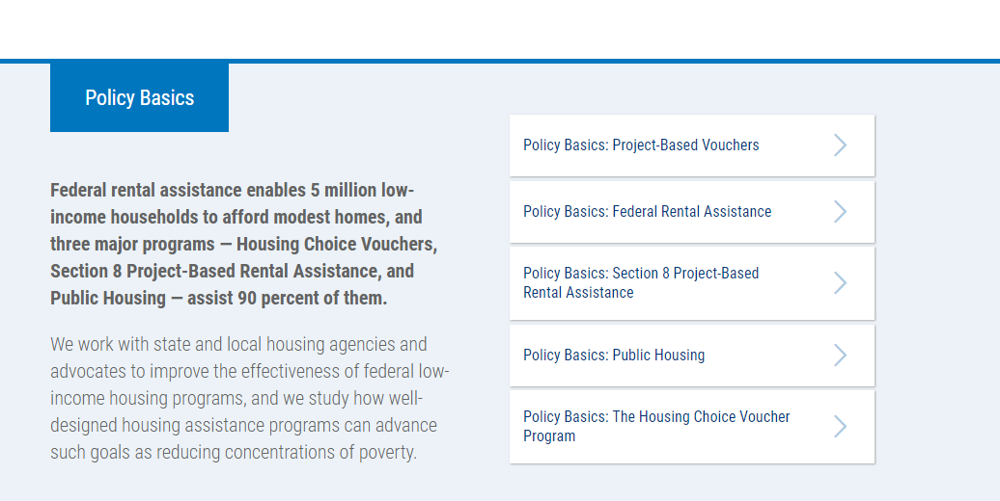 Policy Basics
Federal rental assistance enables 5 million low-
income households to afford modest homes, and
three major programs — Housing Choice Vouchers,
Section 8 Project-Based Rental Assistance, and
Public Housing — assist 90 percent of them.
We work with state and local housing agencies and
advocates to improve the effectiveness of federal low-
income housing programs, and we study how well-
designed housing assistance programs can advance
such goals as reducing concentrations of poverty.
Policy Basics: Project-Based Vouchers
Policy Basics: Federal Rental Assistance
Policy Basics: Section 8 Project-Based
Rental Assistance
Policy Basics: Public Housing
Policy Basics: The Housing Choice Voucher
Program